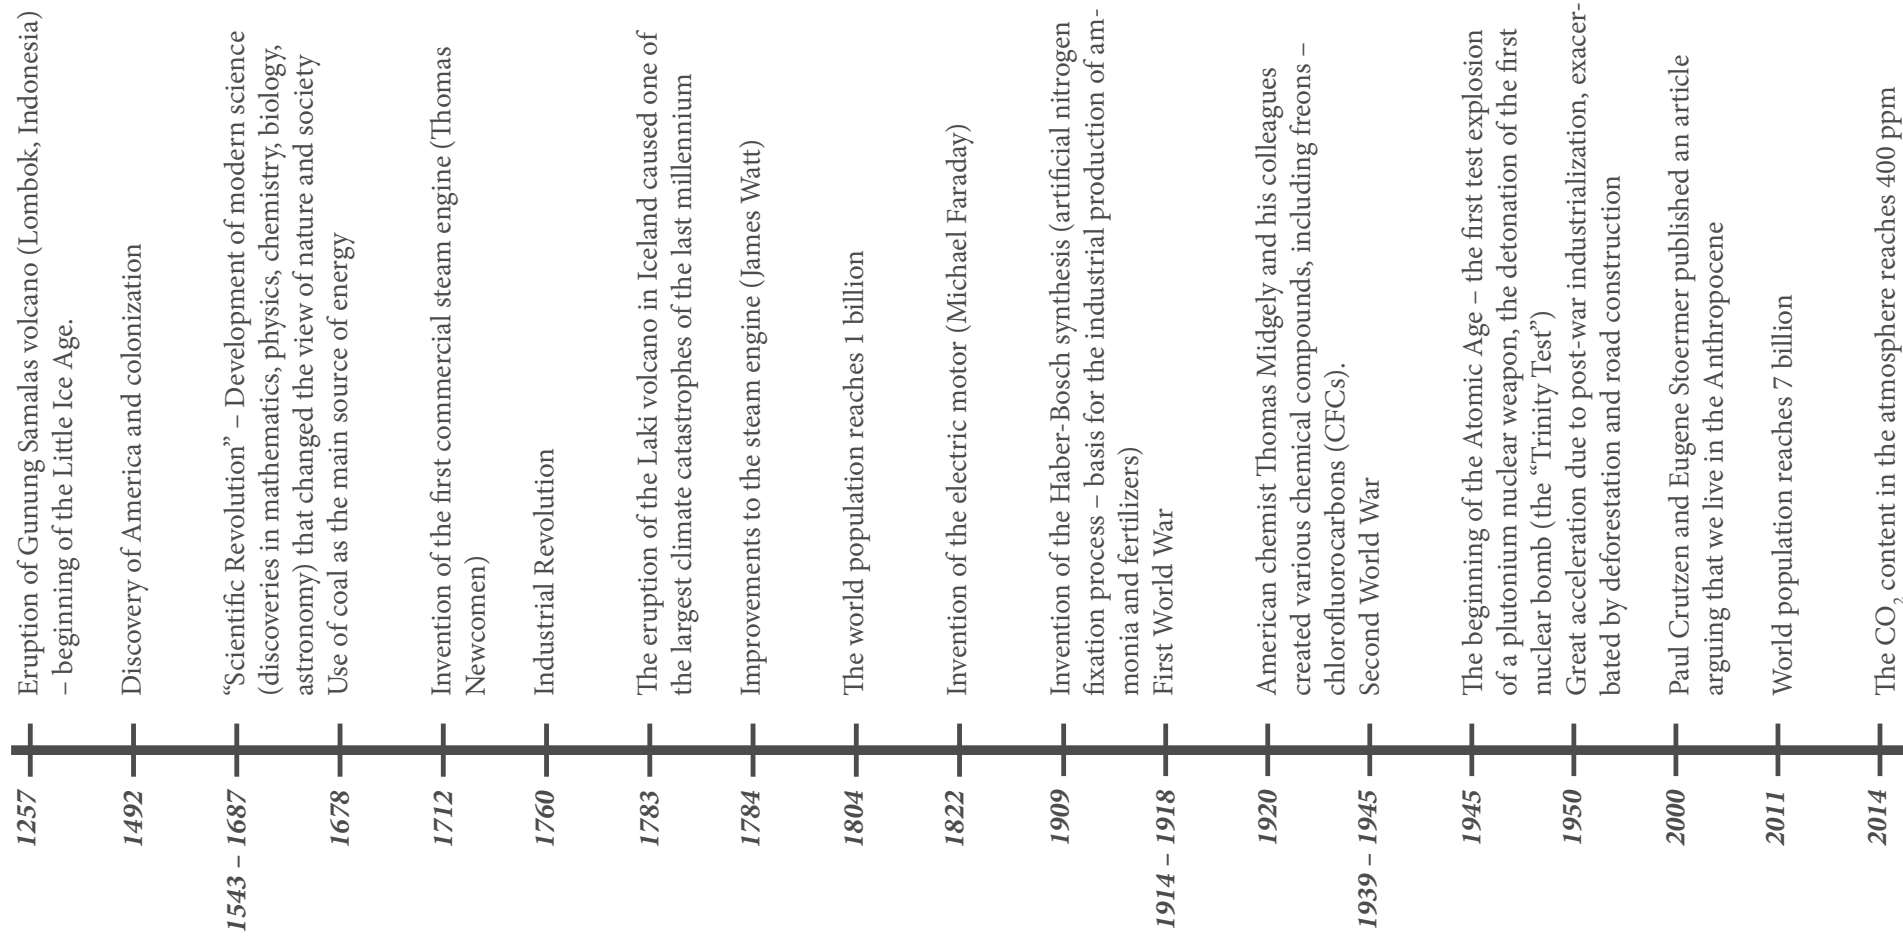 1257
Eruption of Gunung Samalas volcano (Lombok, Indonesia)
– beginning of the Little Ice Age.
1492
Discovery of America and colonization
1543 – 1687
“Scientific Revolution” – Development of modern science
(discoveries in mathematics, physics, chemistry, biology,
astronomy) that changed the view of nature and society
1678
Use of coal as the main source of energy
1712
Invention of the first commercial steam engine (Thomas
Newcomen)
1760
Industrial Revolution
1783
The eruption of the Laki volcano in Iceland caused one of
the largest climate catastrophes of the last millennium
1784
Improvements to the steam engine (James Watt)
1804
The world population reaches 1 billion
1822
Invention of the electric motor (Michael Faraday)
1909
Invention of the Haber-Bosch synthesis (artificial nitrogen
fixation process – basis for the industrial production of am-
monia and fertilizers)
1914 – 1918
First World War
1920
American chemist Thomas Midgely and his colleagues
created various chemical compounds, including freons –
chlorofluorocarbons (CFCs).
1939 – 1945
Second World War
1945
The beginning of the Atomic Age – the first test explosion
of a plutonium nuclear weapon, the detonation of the first
nuclear bomb (the “Trinity Test”)
1950
Great acceleration due to post-war industrialization, exacer-
bated by deforestation and road construction
2000
Paul Crutzen and Eugene Stoermer published an article
arguing that we live in the Anthropocene
2011
World population reaches 7 billion
2014
The CO₂ content in the atmosphere reaches 400 ppm